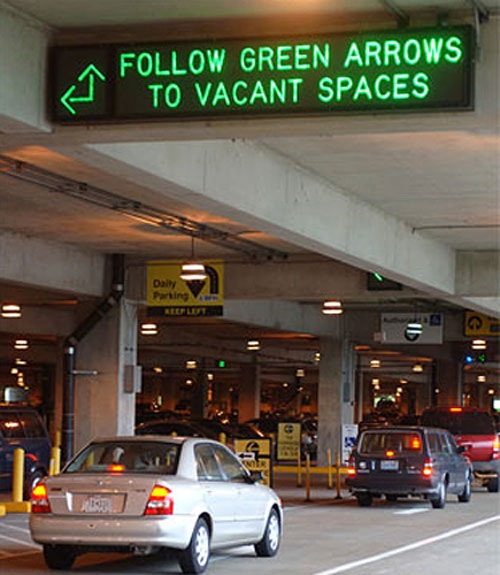 FOLLOW GREEN ARROWS
TO VACANT SPACES
Daily
Parking
KEEP LEFT